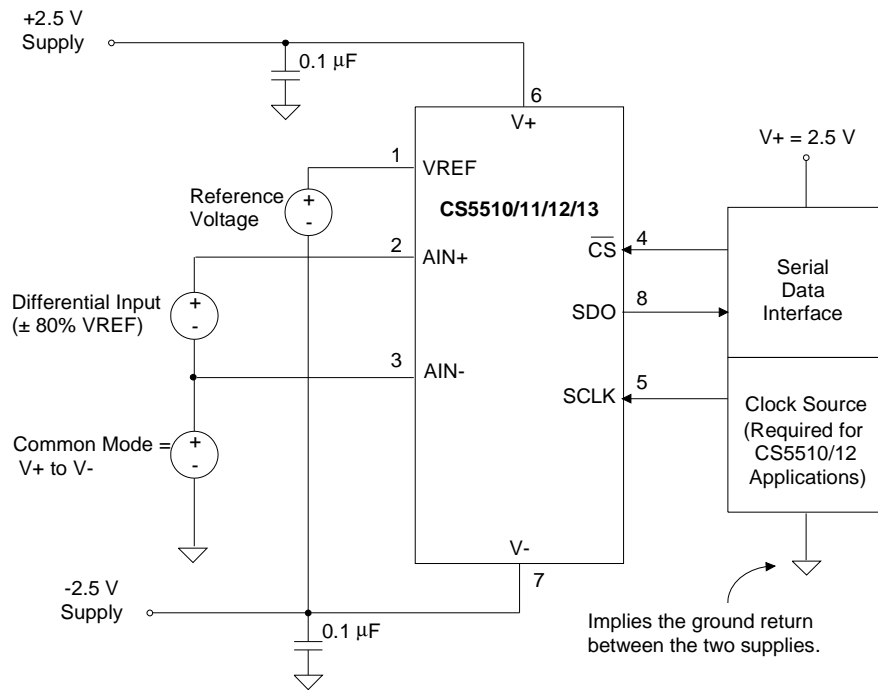 +2.5 V
Supply
0.1 μF
6
V+
V+ = 2.5 V
1
VREF
Reference
Voltage
CS5510/11/12/13
2
AIN+
CS
4
Serial
Data
Interface
Differential Input
(± 80% VREF)
SDO
8
3
AIN-
SCLK
5
Clock Source
(Required for
CS5510/12
Applications)
Common Mode =
V+ to V-
V-
7
-2.5 V
Supply
0.1 μF
Implies the ground return
between the two supplies.
+
-
+
-
+
-